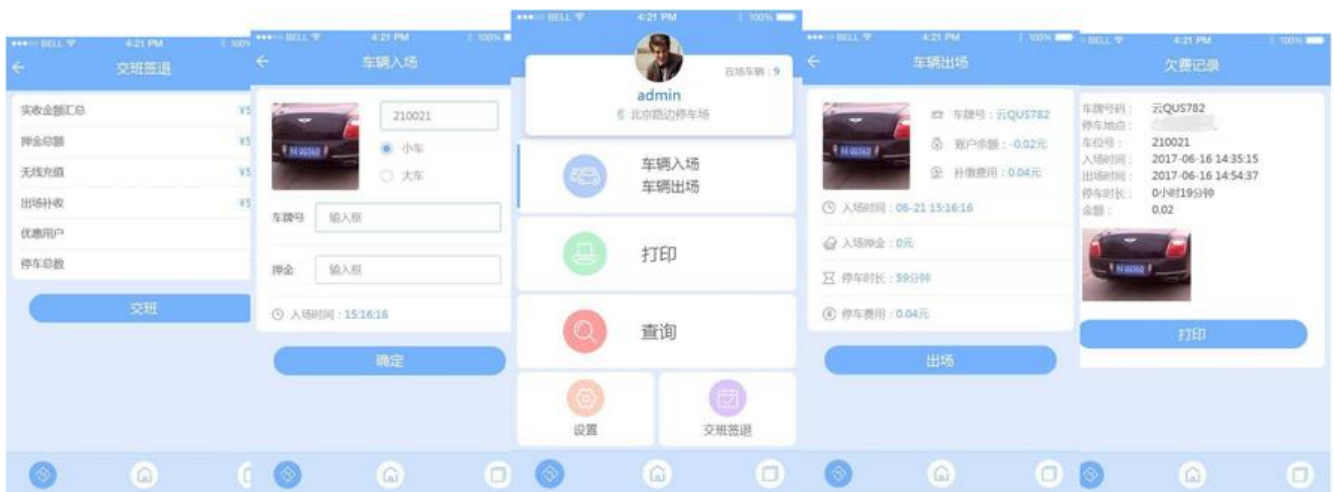 BELL 4:21 PM 100%
交班签退
实收金额汇总 ¥5
押金总额 ¥5
无线充值 ¥5
出场补收 ¥5
优惠用户
停车总数
交班
BELL 4:21 PM 100%
车辆入场
210021
小车
大车
车牌号 输入框
押金 输入框
入场时间：15:16:16
确定
BELL 4:21 PM 100%
在场车辆：9
admin
北京路边停车场
车辆入场
车辆出场
打印
查询
设置
交班签退
BELL 4:21 PM 100%
车辆出场
车牌号：云QUS782
账户余额：-0.02元
补缴费用：0.04元
入场时间：06-21 15:16:16
入场押金：0元
停车时长：59分钟
停车费用：0.04元
出场
BELL 4:21 PM 100%
欠费记录
车牌号码： 云QUS782
停车地点：
车位号： 210021
入场时间： 2017-06-16 14:35:15
出场时间： 2017-06-16 14:54:37
停车时长： 0小时19分钟
金额： 0.02
打印